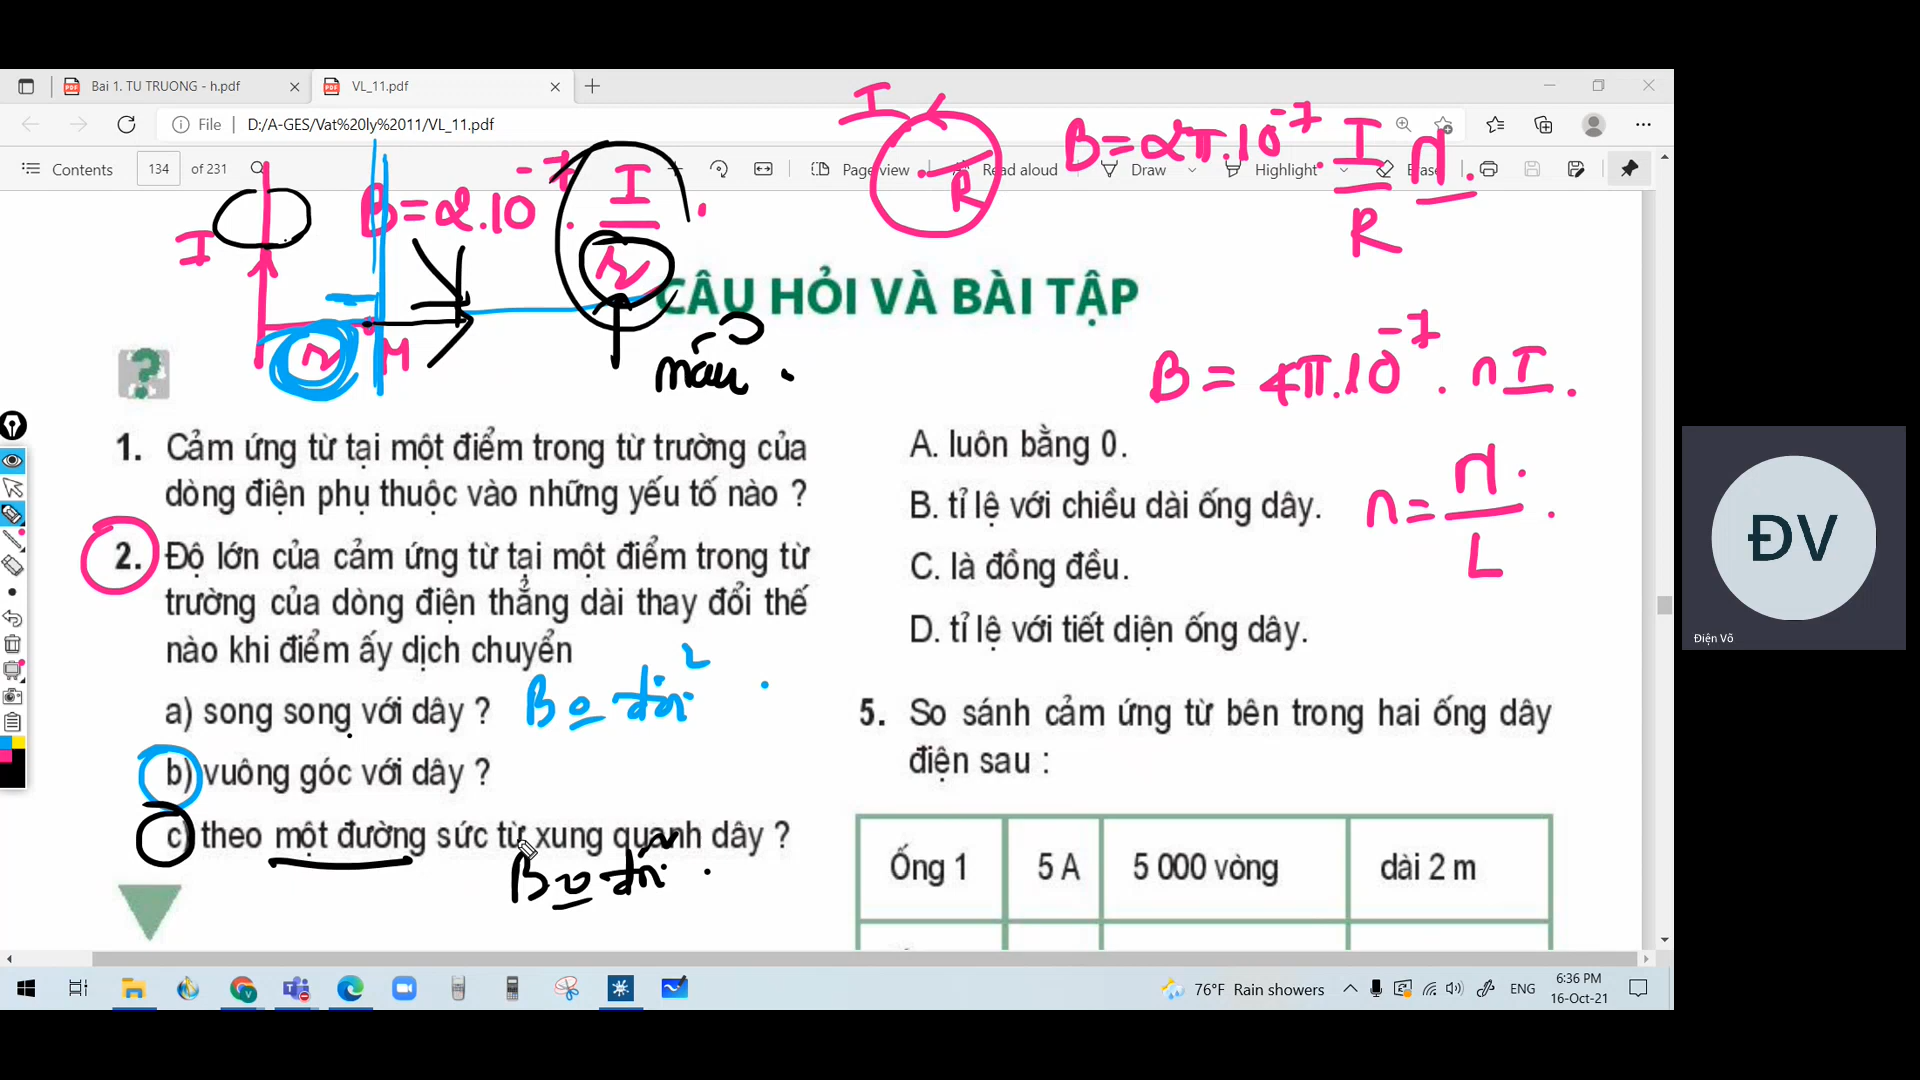 Bai 1. TU TRUONG - h.pdf
VL_11.pdf
File D:/A-GES/Vat%20ly%2011/VL_11.pdf
Contents 134 of 231 Page view Read aloud Draw Highlight Erase
I
B = 2.10⁻⁷ . I / r .
r M
mẫu .
I
R
B = 2π.10⁻⁷ . I / R N .
B = 4π.10⁻⁷ . n I .
n = N / L .
CÂU HỎI VÀ BÀI TẬP
?
1. Cảm ứng từ tại một điểm trong từ trường của
dòng điện phụ thuộc vào những yếu tố nào ?
2. Độ lớn của cảm ứng từ tại một điểm trong từ
trường của dòng điện thẳng dài thay đổi thế
nào khi điểm ấy dịch chuyển
a) song song với dây ?
b) vuông góc với dây ?
c) theo một đường sức từ xung quanh dây ?
A. luôn bằng 0.
B. tỉ lệ với chiều dài ống dây.
C. là đồng đều.
D. tỉ lệ với tiết diện ống dây.
5. So sánh cảm ứng từ bên trong hai ống dây
điện sau :
Ống 1 5 A 5 000 vòng dài 2 m
ĐV
Điện Võ
76°F Rain showers ENG 6:36 PM
16-Oct-21